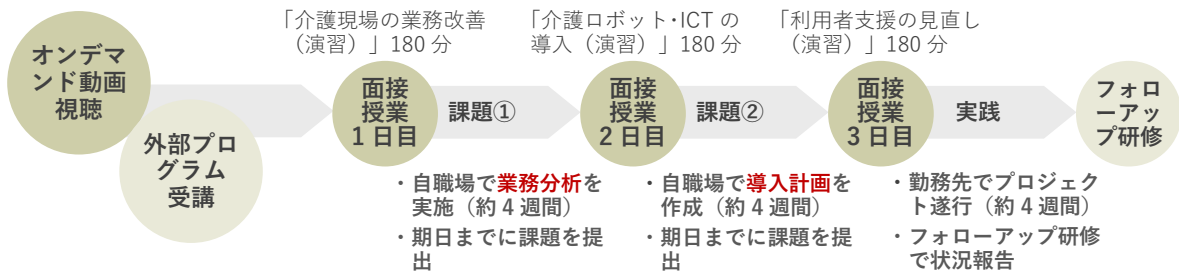 「介護現場の業務改善
（演習）」180 分
「介護ロボット･ICT の
導入（演習）」180 分
「利用者支援の見直し
（演習）」180 分
オンデマ
ンド動画
視聴
外部プロ
グラム
受講
面接
授業
1 日目
課題①
面接
授業
2 日目
課題②
面接
授業
3 日目
実践
フォロ
ーアッ
プ研修
・自職場で業務分析を
実施（約 4 週間）
・期日までに課題を提
出
・自職場で導入計画を
作成（約 4 週間）
・期日までに課題を提
出
・勤務先でプロジェク
ト遂行（約 4 週間）
・フォローアップ研修
で状況報告